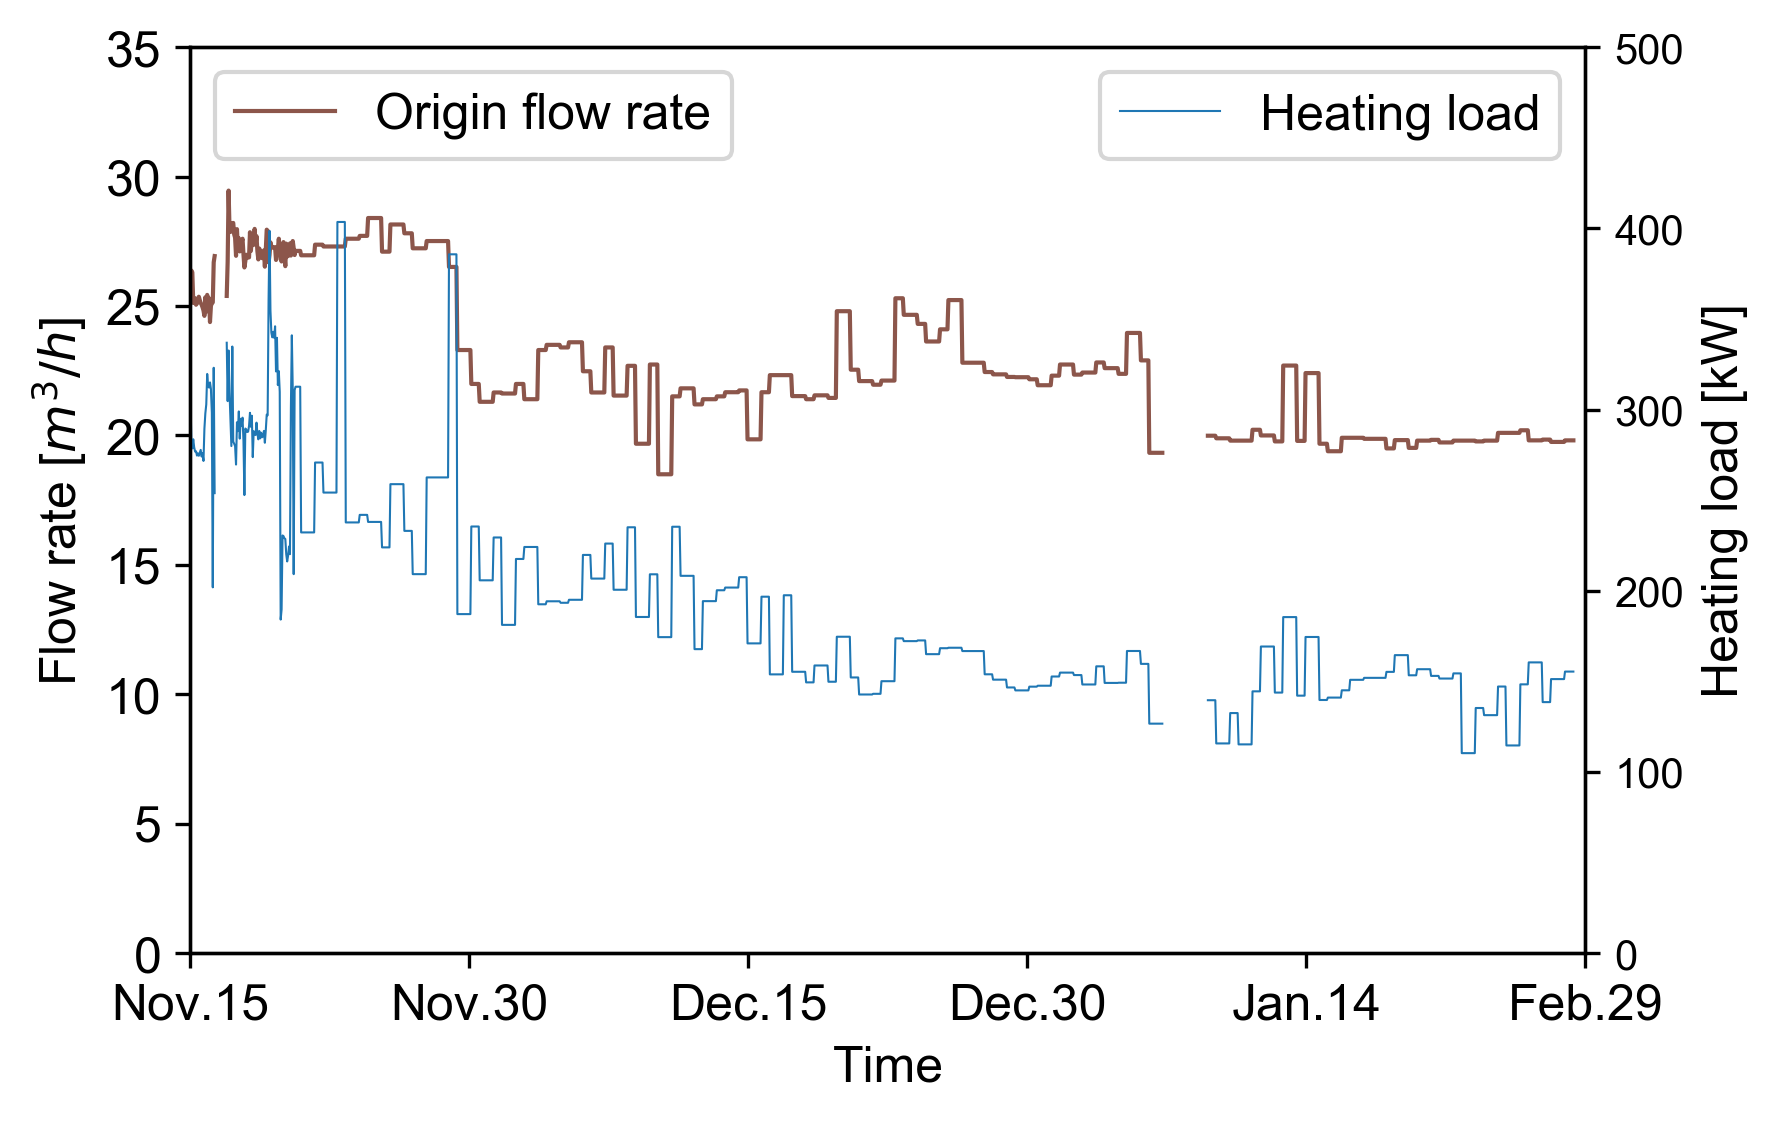 35
30
25
20
15
10
5
0
Flow rate [m³/h]
Origin flow rate
Heating load
500
400
300
200
100
0
Heating load [kW]
Nov.15 Nov.30 Dec.15 Dec.30 Jan.14 Feb.29
Time